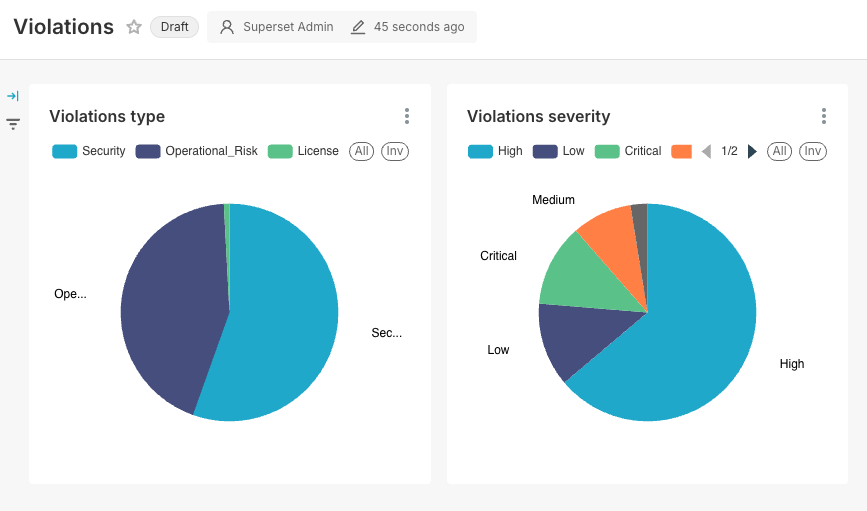 Violations Draft Superset Admin 45 seconds ago
Violations type
Security Operational_Risk License All Inv
Ope...
Sec...
Violations severity
High Low Critical 1/2 All Inv
Medium
Critical
Low
High